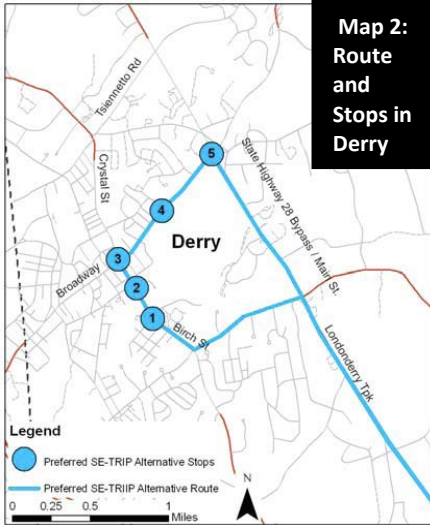 Map 2:
Route
and
Stops in
Derry
Tsiennetto Rd
Crystal St
State Highway 28 Bypass / Main St.
5
4
Derry
3
Broadway
2
1
Birch St
Londonderry Tpk
Legend
Preferred SE-TRIIP Alternative Stops
Preferred SE-TRIIP Alternative Route
N
0 0.25 0.5 1
Miles